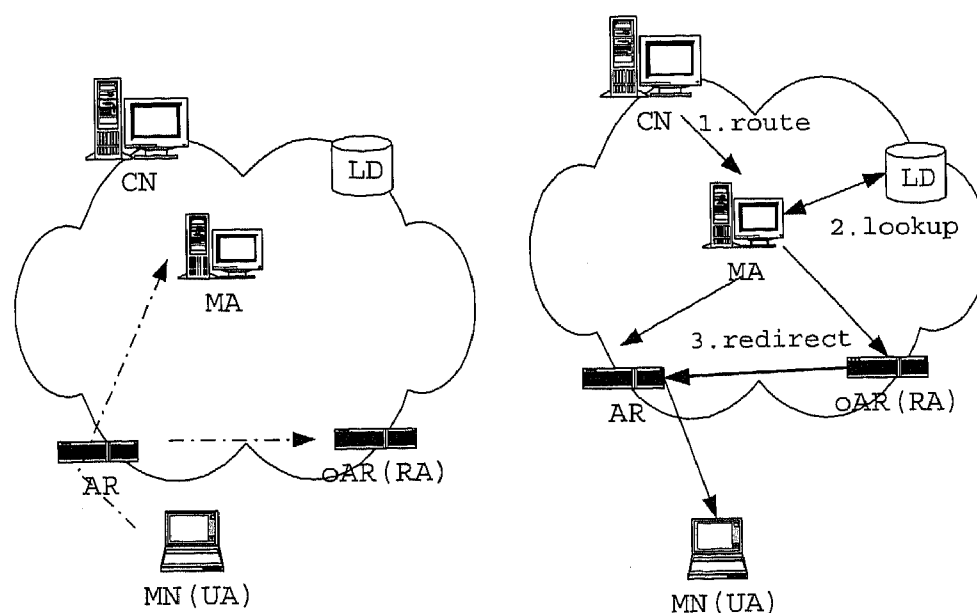 CN
LD
MA
AR
oAR(RA)
MN(UA)
CN
1.route
LD
2.lookup
MA
3.redirect
AR
oAR(RA)
MN(UA)